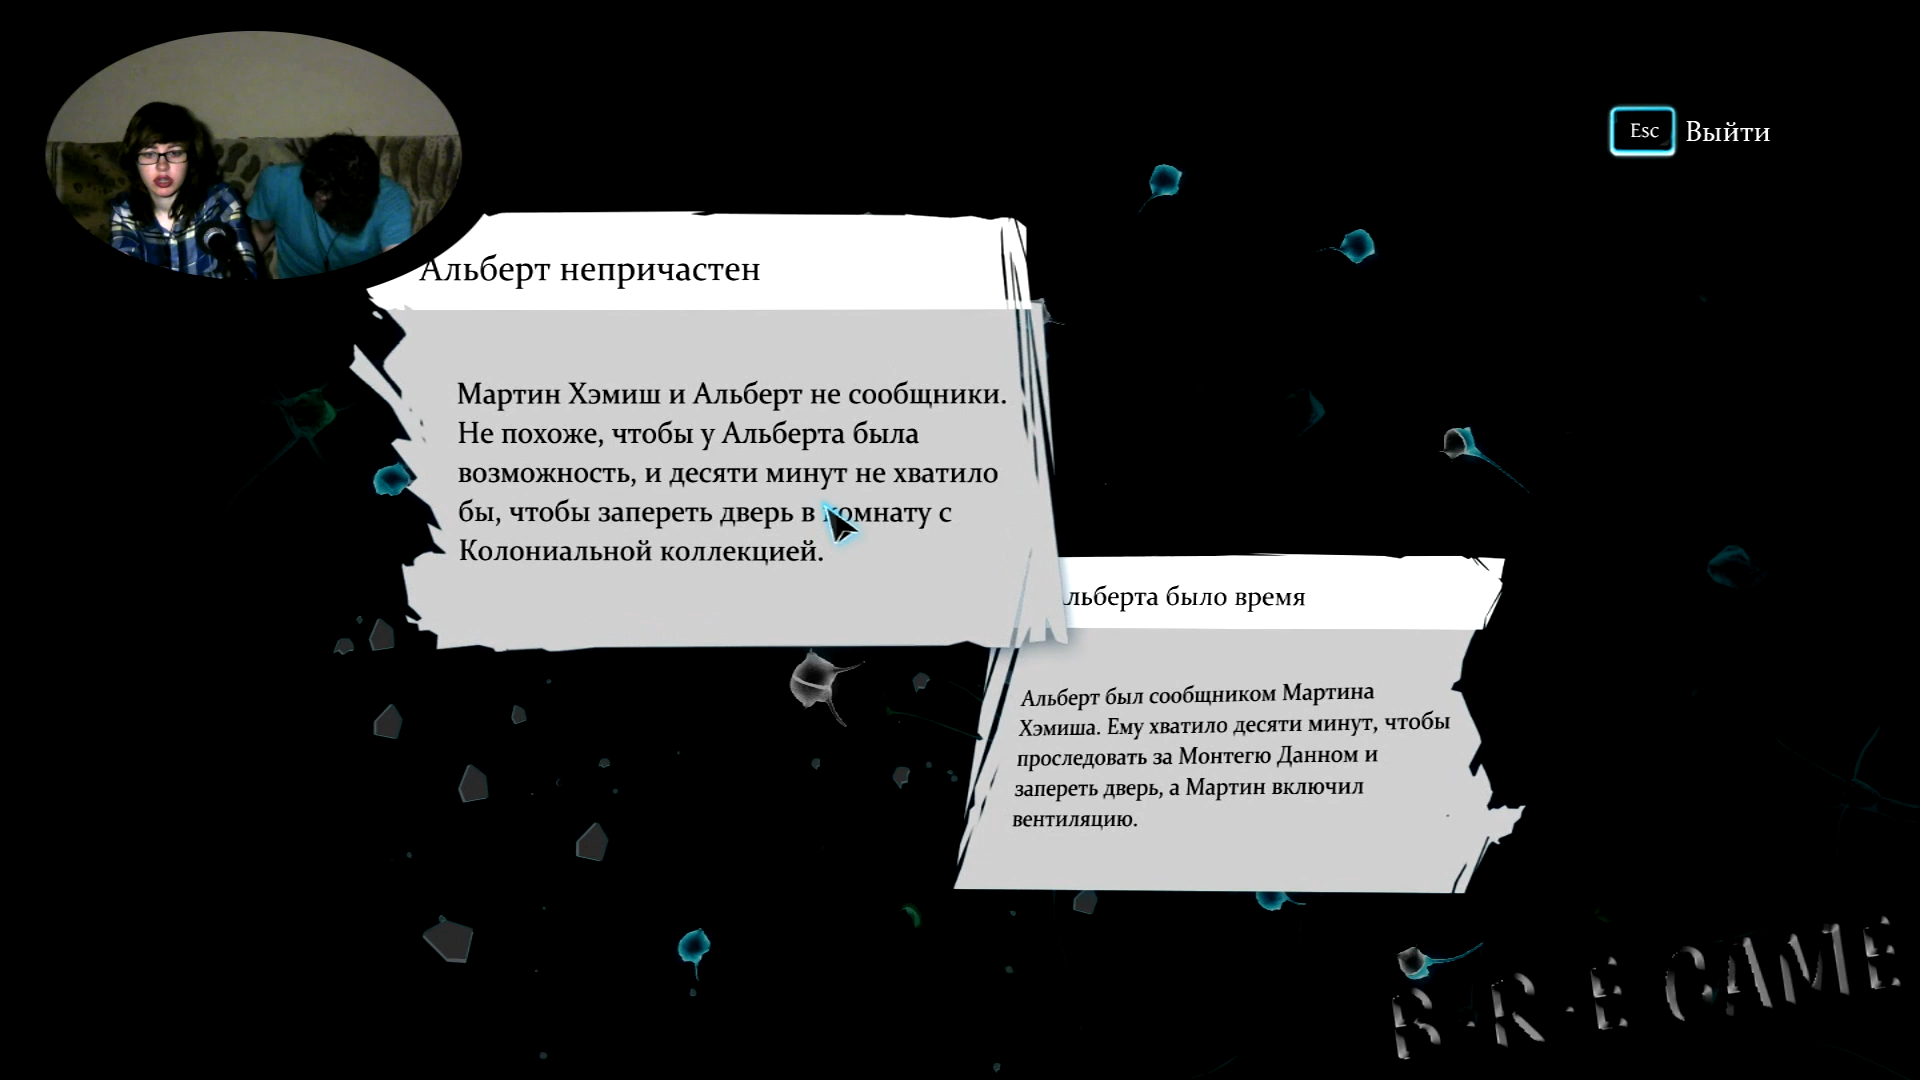 Esc Выйти
Альберт непричастен
Мартин Хэмиш и Альберт не сообщники.
Не похоже, чтобы у Альберта была
возможность, и десяти минут не хватило
бы, чтобы запереть дверь в комнату с
Колониальной коллекцией.
льберта было время
Альберт был сообщником Мартина
Хэмиша. Ему хватило десяти минут, чтобы
проследовать за Монтегю Данном и
запереть дверь, а Мартин включил
вентиляцию.
B·R·E GAME